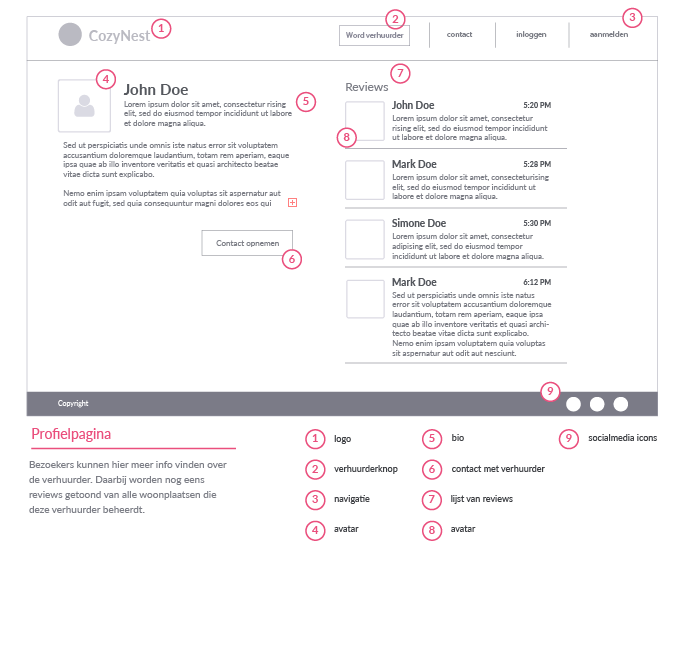 CozyNest
1
Word verhuurder
2
contact
inloggen
aanmelden
3
4
John Doe
Lorem ipsum dolor sit amet, consectetur rising
elit, sed do eiusmod tempor incididunt ut labore
et dolore magna aliqua.
5
Sed ut perspiciatis unde omnis iste natus error sit voluptatem
accusantium doloremque laudantium, totam rem aperiam, eaque
ipsa quae ab illo inventore veritatis et quasi architecto beatae
vitae dicta sunt explicabo.
Nemo enim ipsam voluptatem quia voluptas sit aspernatur aut
odit aut fugit, sed quia consequuntur magni dolores eos qui
Contact opnemen
6
7
Reviews
8
John Doe 5:20 PM
Lorem ipsum dolor sit amet, consectetur
rising elit, sed do eiusmod tempor incididunt
ut labore et dolore magna aliqua.
Mark Doe 5:28 PM
Lorem ipsum dolor sit amet, consecteturising
elit, sed do eiusmod tempor incididunt ut
labore et dolore magna aliqua.
Simone Doe 5:30 PM
Lorem ipsum dolor sit amet, consectetur
adipising elit, sed do eiusmod tempor
incididunt ut labore et dolore magna aliqua.
Mark Doe 6:12 PM
Sed ut perspiciatis unde omnis iste natus
error sit voluptatem accusantium doloremque
laudantium, totam rem aperiam, eaque ipsa
quae ab illo inventore veritatis et quasi archi-
tecto beatae vitae dicta sunt explicabo.
Nemo enim ipsam voluptatem quia voluptas
sit aspernatur aut odit aut nesciunt.
Copyright
9
Profielpagina
Bezoekers kunnen hier meer info vinden over
de verhuurder. Daarbij worden nog eens
reviews getoond van alle woonplaatsen die
deze verhuurder beheerdt.
1 logo
2 verhuurderknop
3 navigatie
4 avatar
5 bio
6 contact met verhuurder
7 lijst van reviews
8 avatar
9 socialmedia icons